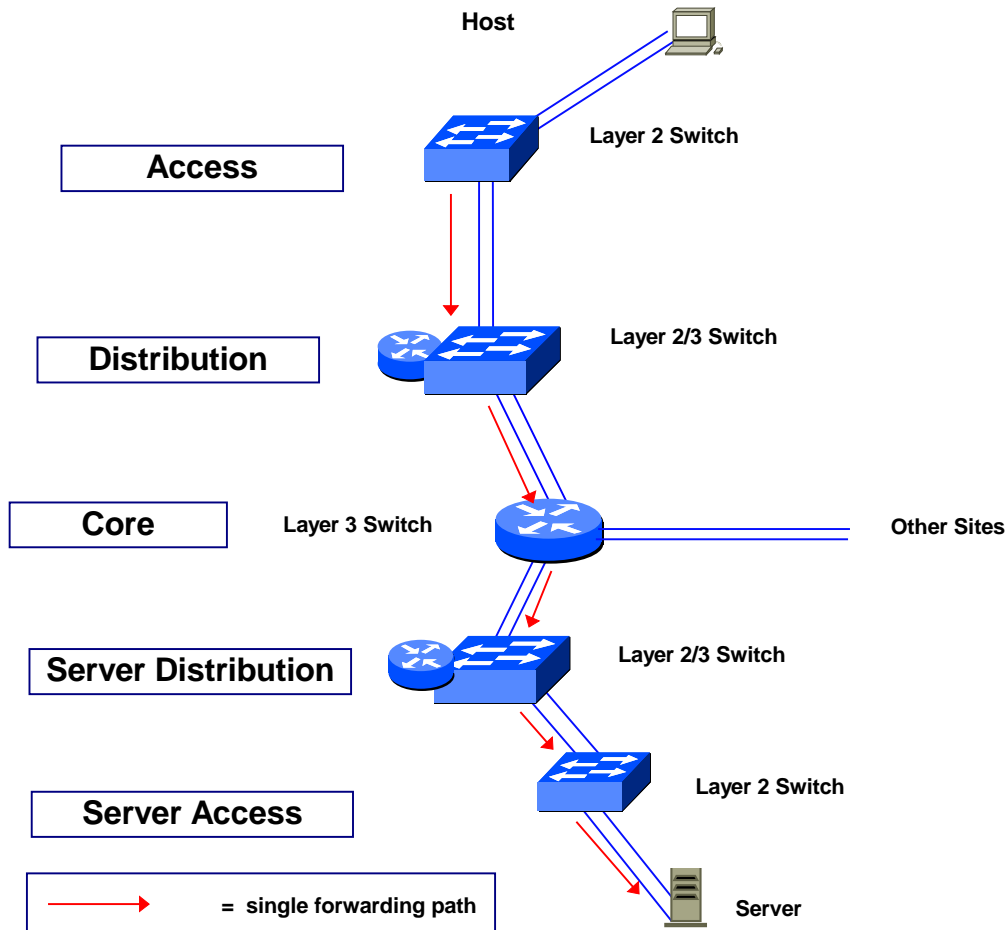 Host
Layer 2 Switch
Access
Layer 2/3 Switch
Distribution
Core
Layer 3 Switch
Other Sites
Server Distribution
Layer 2/3 Switch
Layer 2 Switch
Server Access
= single forwarding path
Server